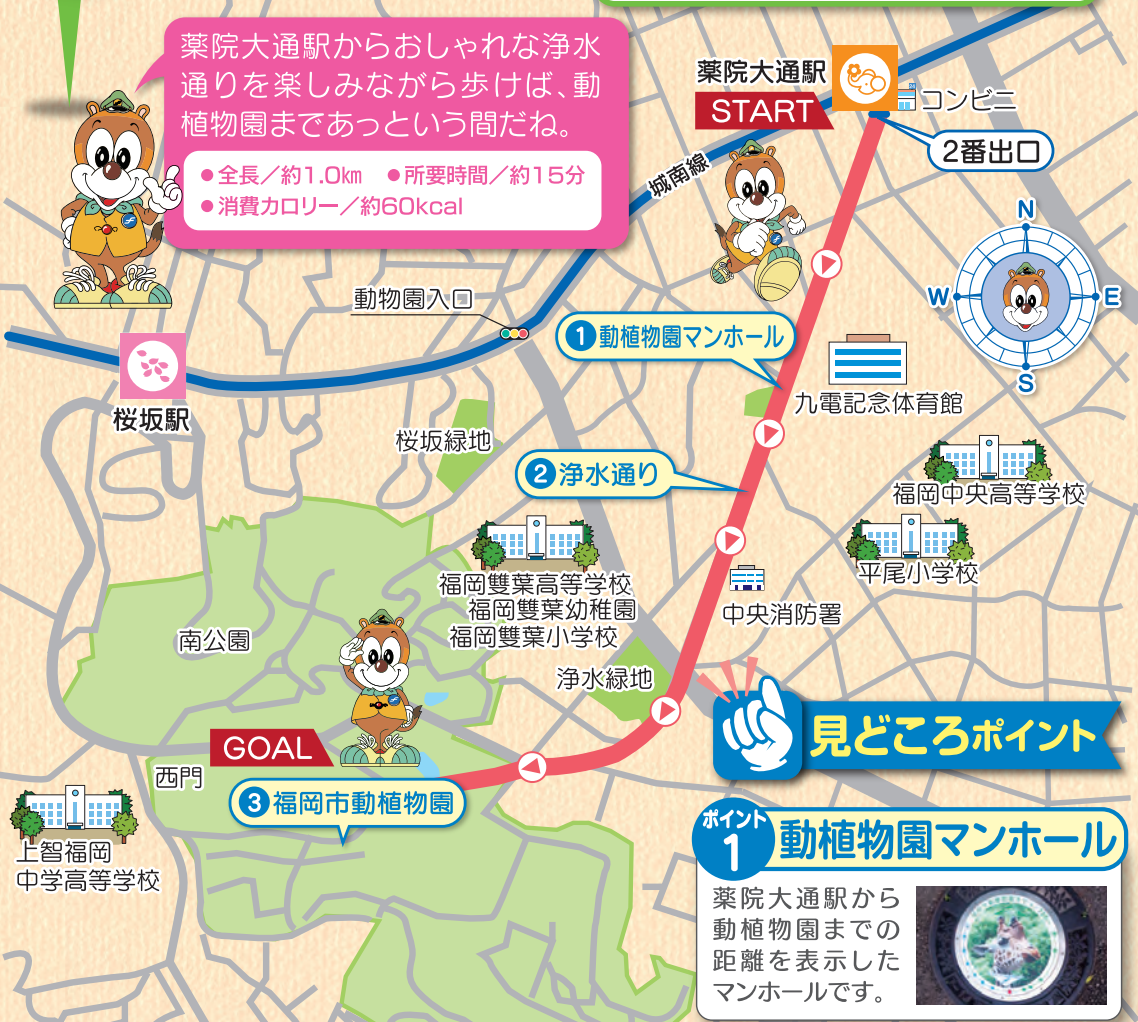 薬院大通駅からおしゃれな浄水
通りを楽しみながら歩けば、動
植物園まであっという間だね。
●全長／約1.0㎞ ●所要時間／約15分
●消費カロリー／約60kcal
薬院大通駅
START
コンビニ
2番出口
城南線
N
W
E
S
動物園入口
①動植物園マンホール
九電記念体育館
桜坂駅
桜坂緑地
②浄水通り
福岡中央高等学校
平尾小学校
福岡雙葉高等学校
福岡雙葉幼稚園
福岡雙葉小学校
中央消防署
南公園
浄水緑地
GOAL
西門
③福岡市動植物園
上智福岡
中学高等学校
見どころポイント
ポイント
1
動植物園マンホール
薬院大通駅から
動植物園までの
距離を表示した
マンホールです。